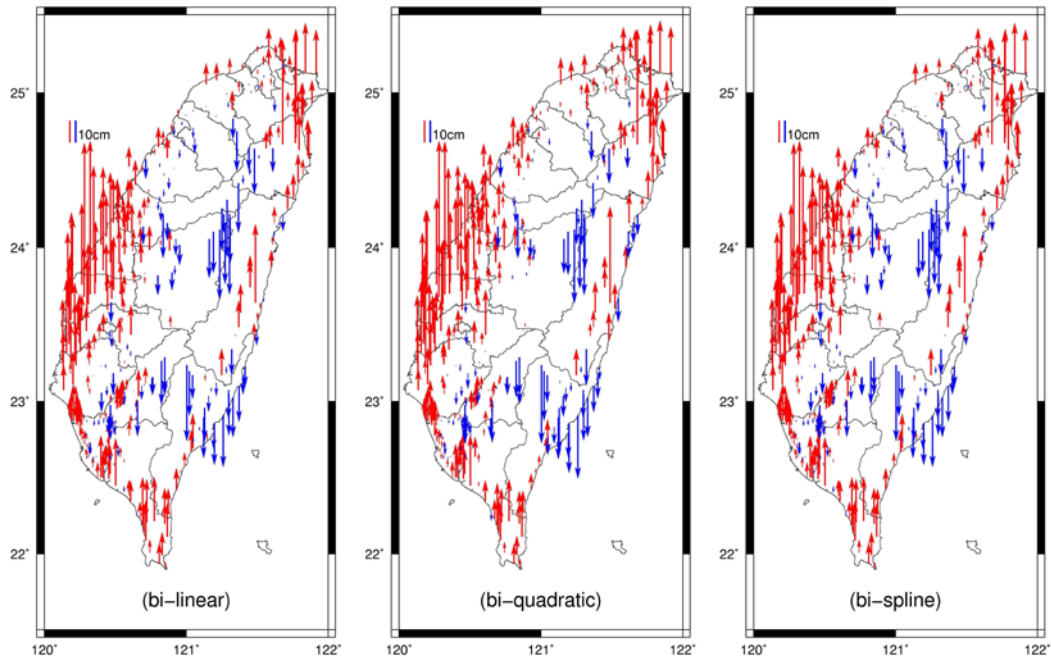 25° 25° 25°
10cm 10cm 10cm
24° 24° 24°
23° 23° 23°
22° 22° 22°
(bi-linear) (bi-quadratic) (bi-spline)
120° 121° 122° 120° 121° 122° 120° 121° 122°